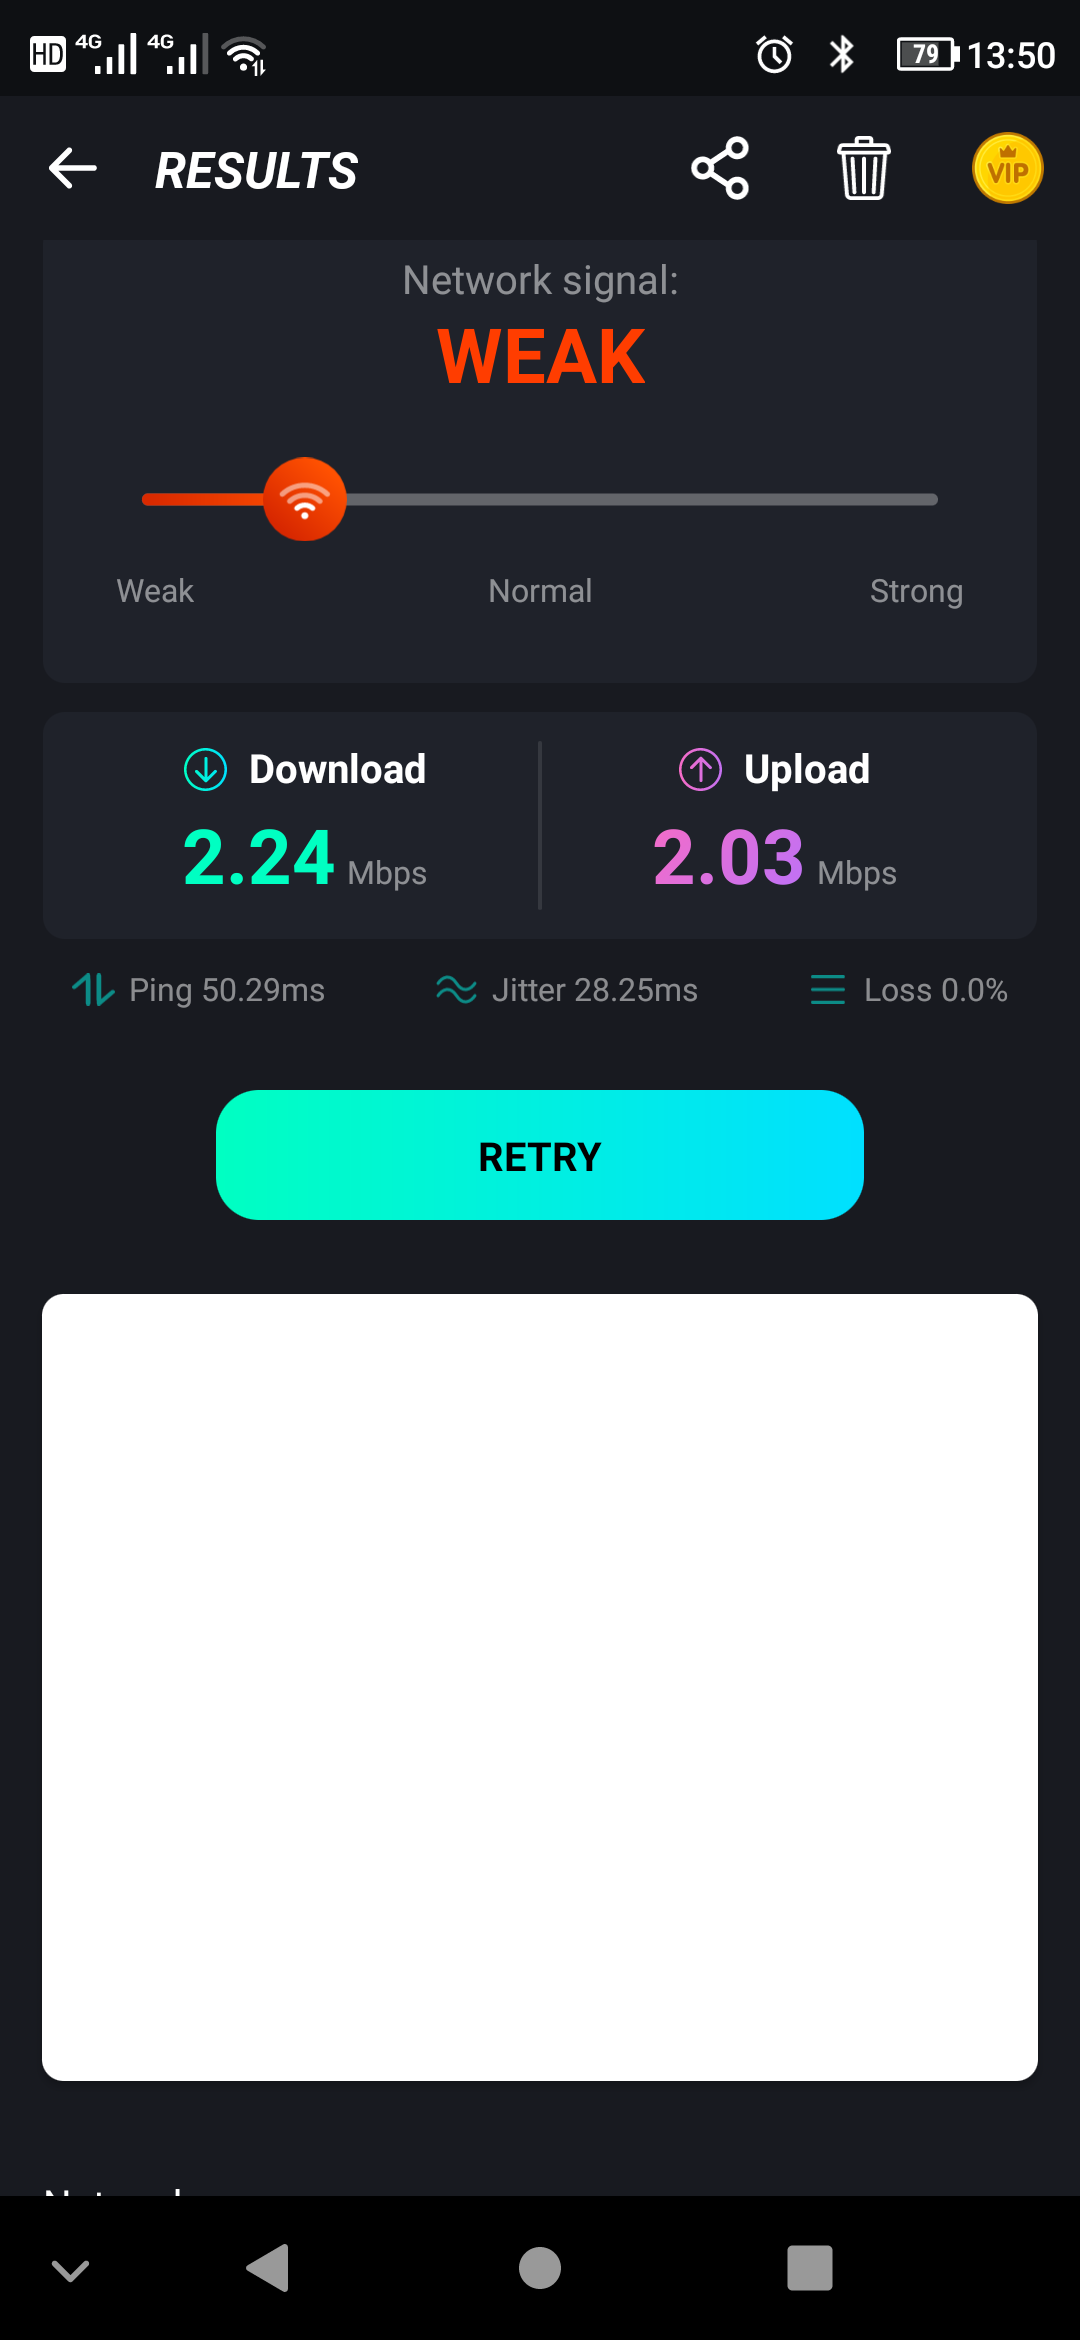 HD 4G 4G 79 13:50
RESULTS VIP
Network signal:
WEAK
Weak Normal Strong
Download Upload
2.24 Mbps 2.03 Mbps
Ping 50.29ms Jitter 28.25ms Loss 0.0%
RETRY